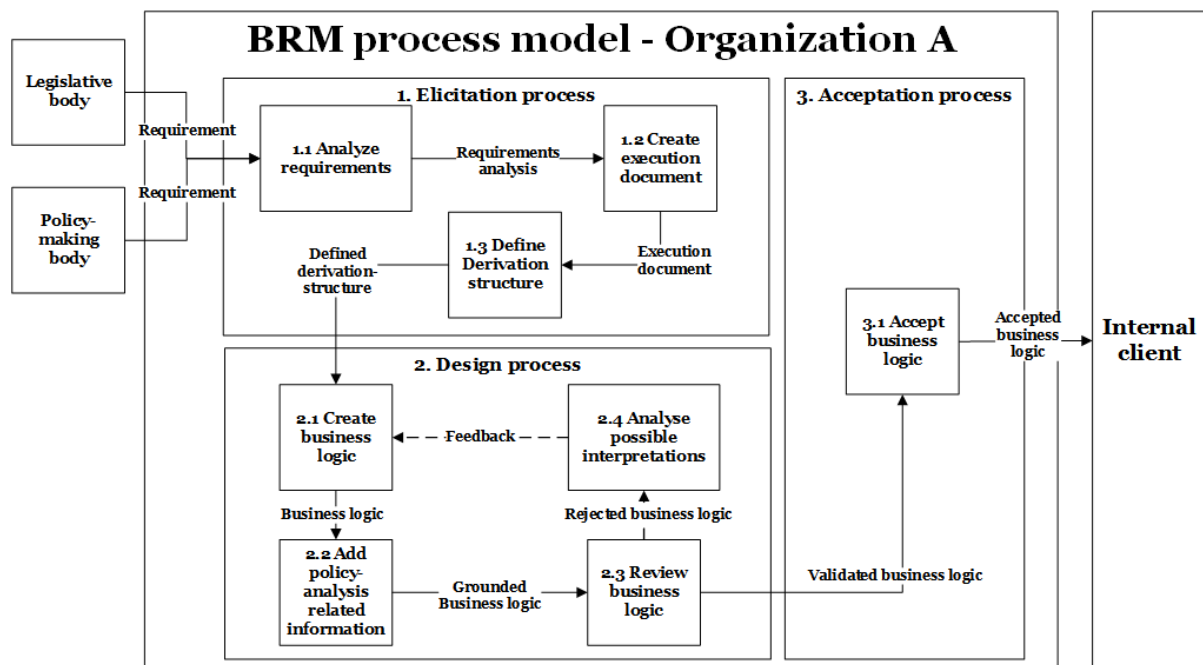 BRM process model - Organization A
Legislative
body
Requirement
Requirement
Policy-
making
body
1. Elicitation process
1.1 Analyze
requirements
Requirements
analysis
1.2 Create
execution
document
Execution
document
1.3 Define
Derivation
structure
Defined
derivation-
structure
2. Design process
2.1 Create
business
logic
Feedback
2.4 Analyse
possible
interpretations
Business logic
Rejected business logic
2.2 Add
policy-
analysis
related
information
Grounded
Business logic
2.3 Review
business
logic
Validated business logic
3. Acceptation process
3.1 Accept
business
logic
Accepted
business
logic
Internal
client